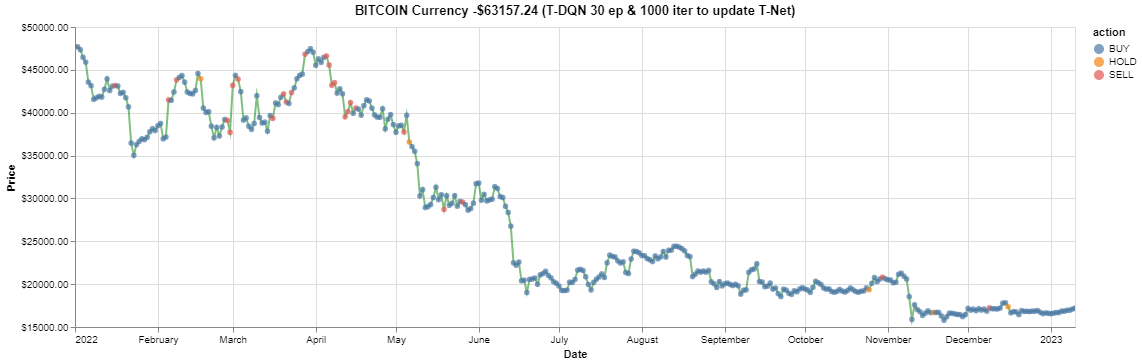 BITCOIN Currency -$63157.24 (T-DQN 30 ep & 1000 iter to update T-Net)
action
BUY
HOLD
SELL
Price
$50000.00
$45000.00
$40000.00
$35000.00
$30000.00
$25000.00
$20000.00
$15000.00
2022 February March April May June July August September October November December 2023
Date